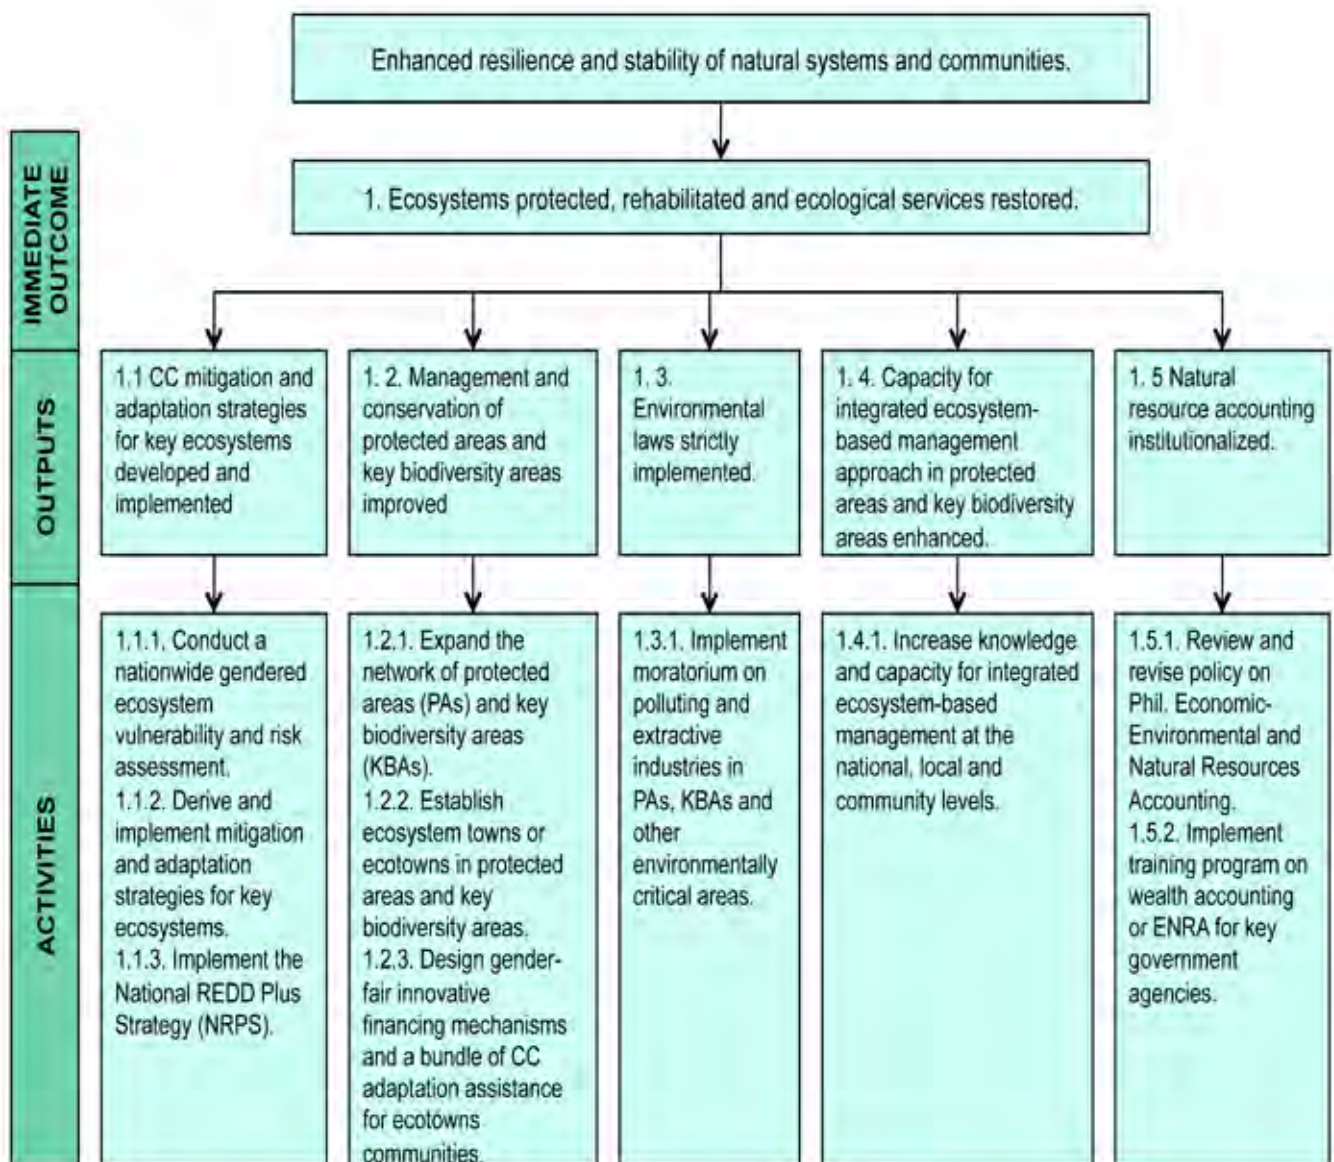 Enhanced resilience and stability of natural systems and communities.
IMMEDIATE
OUTCOME
1. Ecosystems protected, rehabilitated and ecological services restored.
OUTPUTS
1.1 CC mitigation and
adaptation strategies
for key ecosystems
developed and
implemented
1. 2. Management and
conservation of
protected areas and
key biodiversity areas
improved
1. 3.
Environmental
laws strictly
implemented.
1. 4. Capacity for
integrated ecosystem-
based management
approach in protected
areas and key biodiversity
areas enhanced.
1. 5 Natural
resource accounting
institutionalized.
ACTIVITIES
1.1.1. Conduct a
nationwide gendered
ecosystem
vulnerability and risk
assessment.
1.1.2. Derive and
implement mitigation
and adaptation
strategies for key
ecosystems.
1.1.3. Implement the
National REDD Plus
Strategy (NRPS).
1.2.1. Expand the
network of protected
areas (PAs) and key
biodiversity areas
(KBAs).
1.2.2. Establish
ecosystem towns or
ecotowns in protected
areas and key
biodiversity areas.
1.2.3. Design gender-
fair innovative
financing mechanisms
and a bundle of CC
adaptation assistance
for ecotowns
communities.
1.3.1. Implement
moratorium on
polluting and
extractive
industries in
PAs, KBAs and
other
environmentally
critical areas.
1.4.1. Increase knowledge
and capacity for integrated
ecosystem-based
management at the
national, local and
community levels.
1.5.1. Review and
revise policy on
Phil. Economic-
Environmental and
Natural Resources
Accounting.
1.5.2. Implement
training program on
wealth accounting
or ENRA for key
government
agencies.